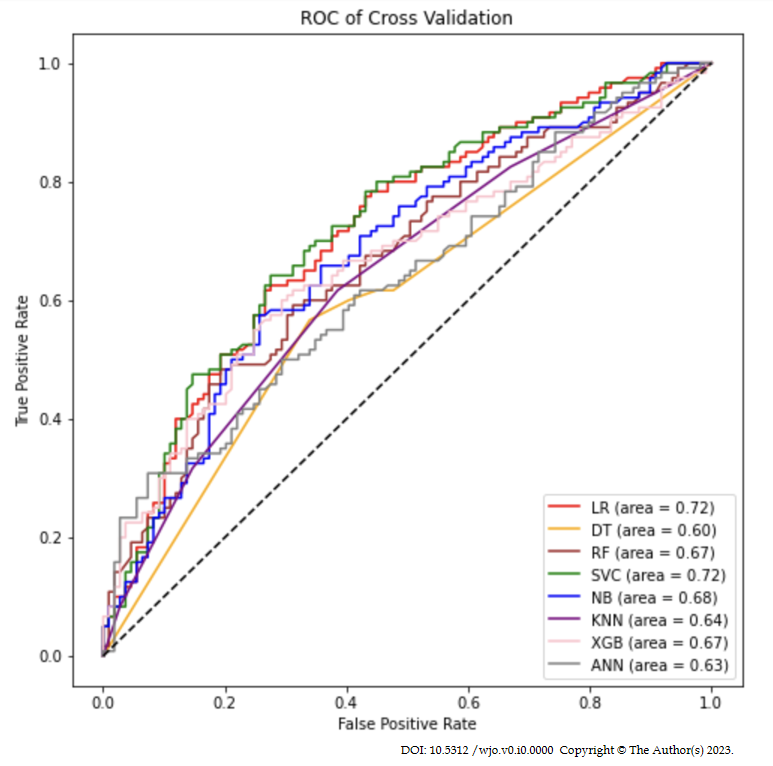 ROC of Cross Validation
1.0
0.8
0.6
0.4
0.2
0.0
True Positive Rate
LR (area = 0.72)
DT (area = 0.60)
RF (area = 0.67)
SVC (area = 0.72)
NB (area = 0.68)
KNN (area = 0.64)
XGB (area = 0.67)
ANN (area = 0.63)
0.0 0.2 0.4 0.6 0.8 1.0
False Positive Rate
DOI: 10.5312 /wjo.v0.i0.0000 Copyright © The Author(s) 2023.